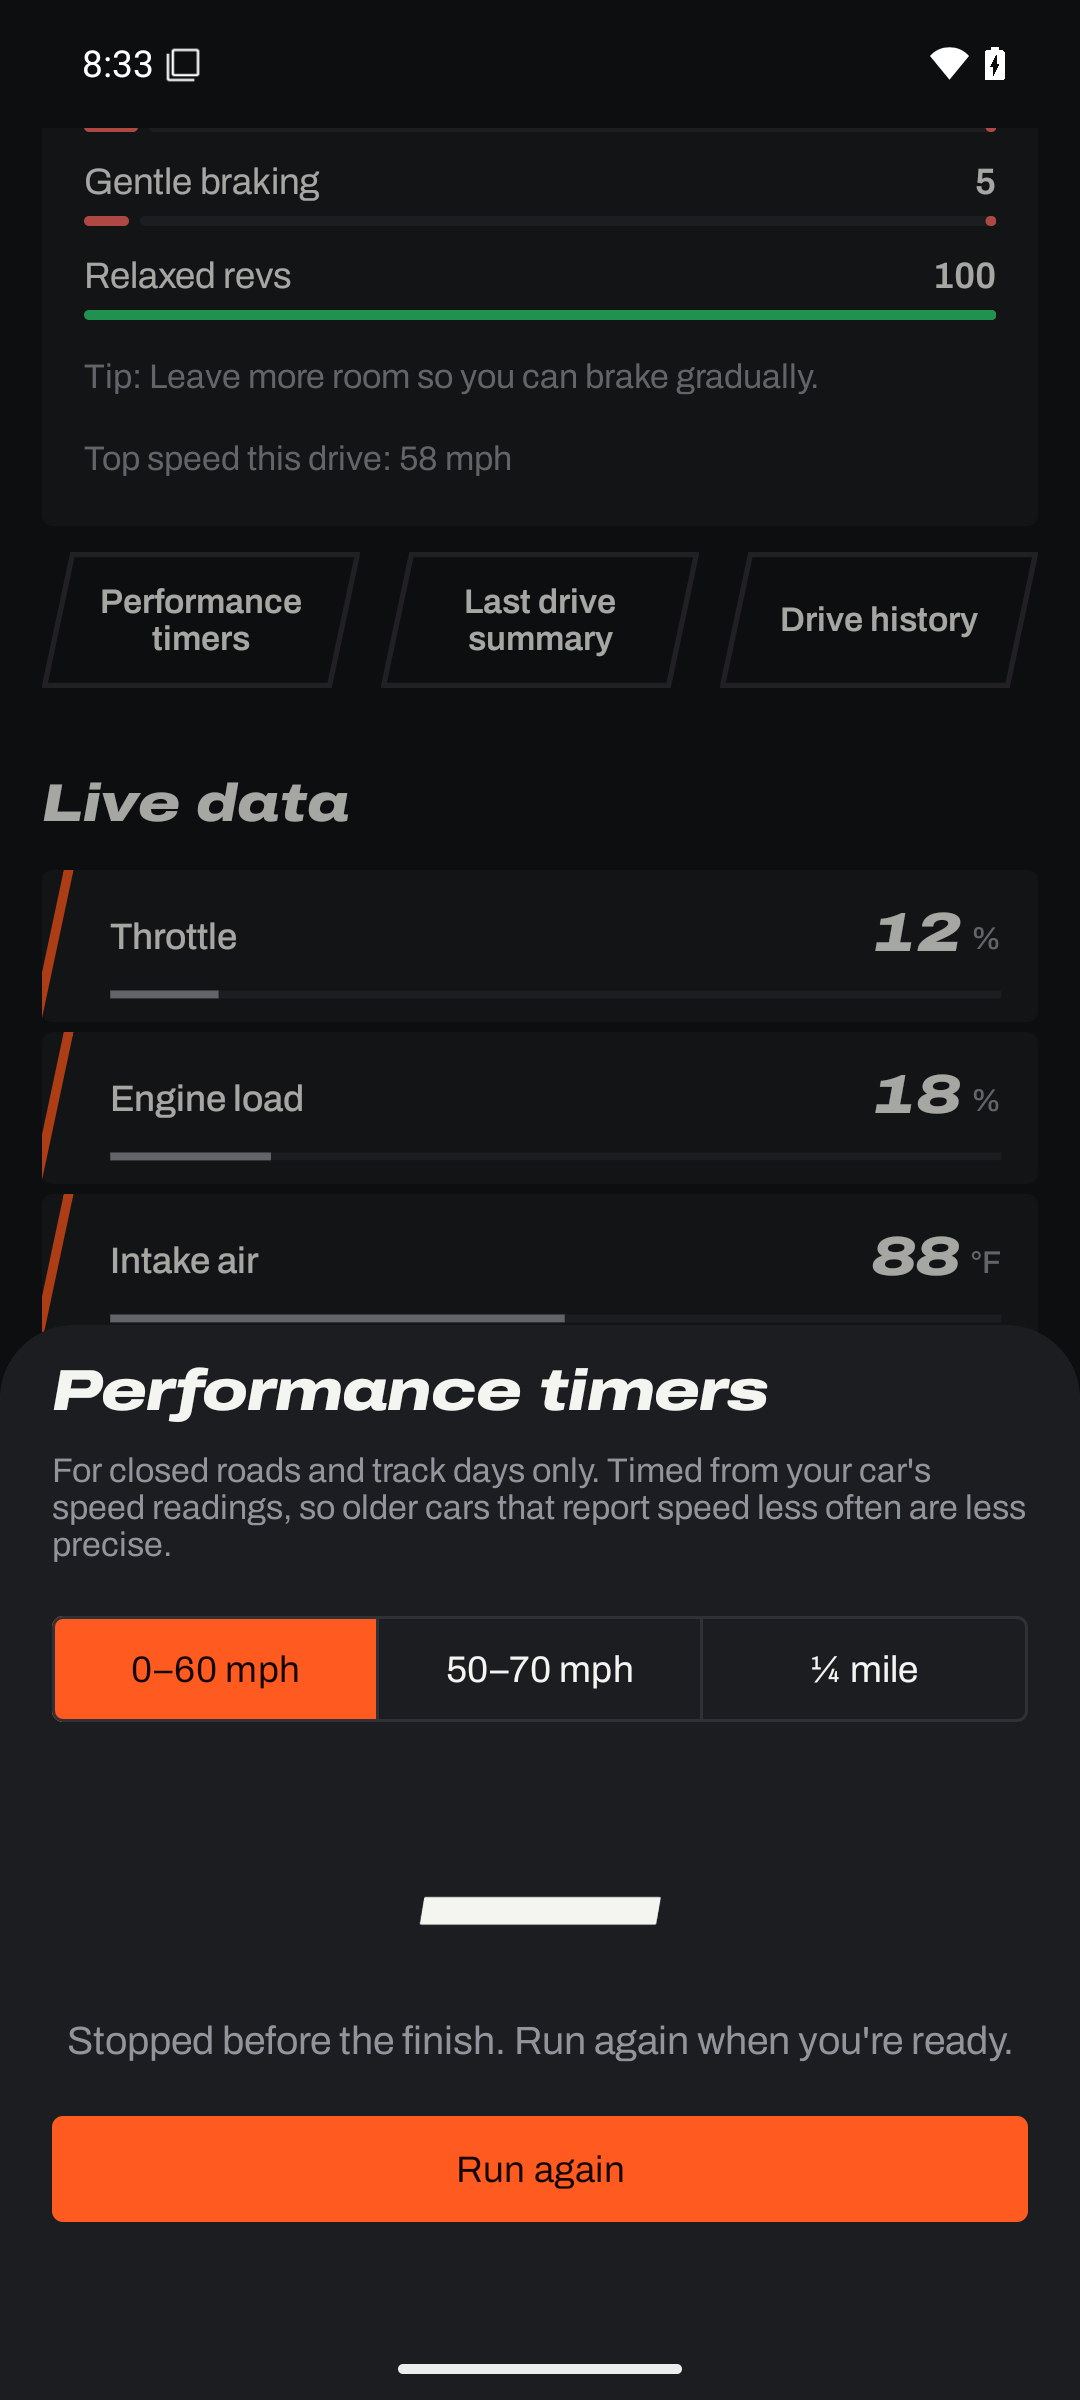 8:33
Gentle braking 5
Relaxed revs 100
Tip: Leave more room so you can brake gradually.
Top speed this drive: 58 mph
Performance timers
Last drive summary
Drive history
Live data
Throttle 12 %
Engine load 18 %
Intake air 88 °F
Performance timers
For closed roads and track days only. Timed from your car's
speed readings, so older cars that report speed less often are less
precise.
0–60 mph 50–70 mph ¼ mile
—
Stopped before the finish. Run again when you're ready.
Run again